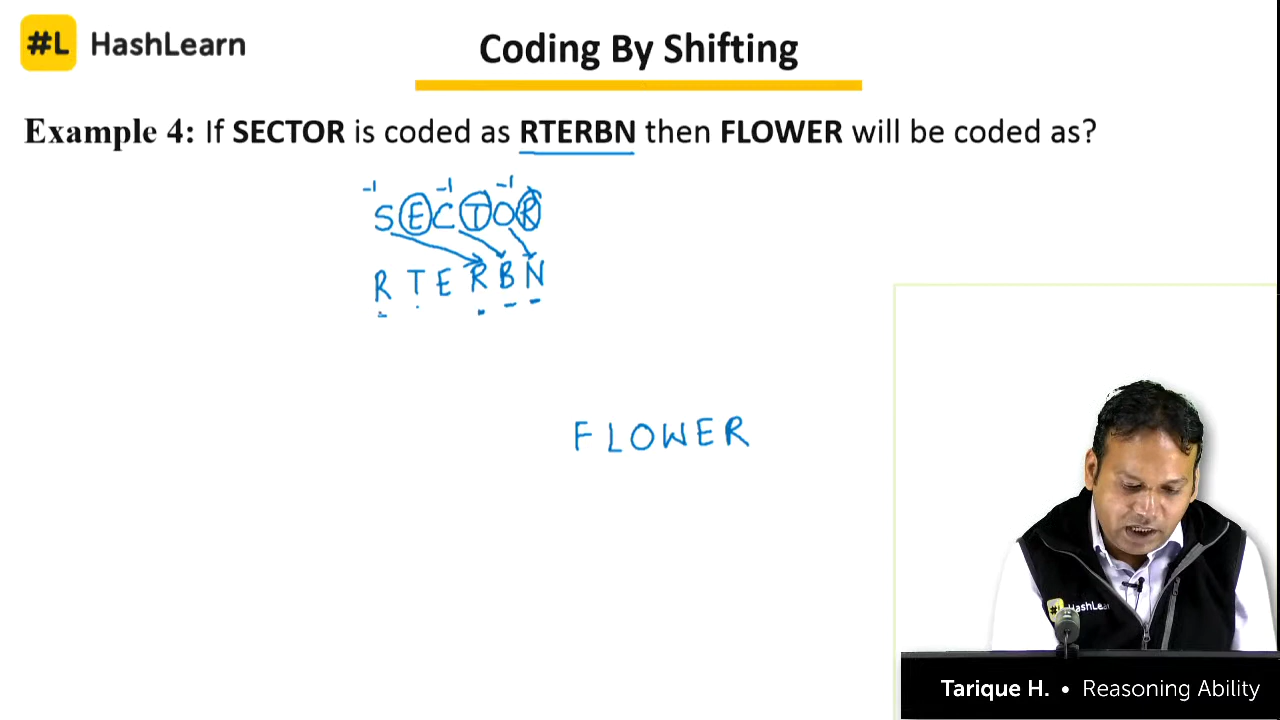 #L HashLearn
Coding By Shifting
Example 4: If SECTOR is coded as RTERBN then FLOWER will be coded as?
-1 -1 -1
SECTOR
RTERBN
FLOWER
#L HashLear
Tarique H. • Reasoning Ability